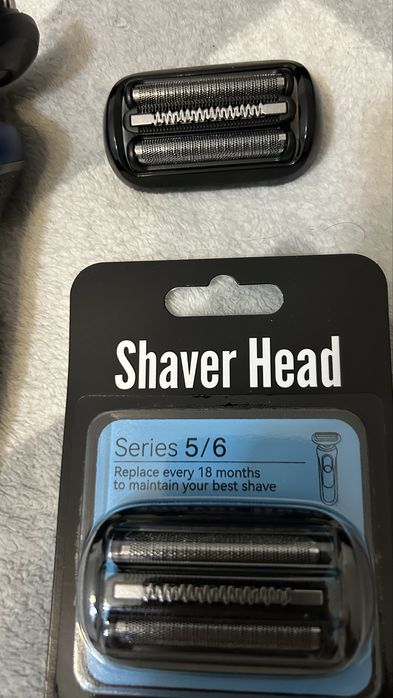 Shaver Head
Series 5/6
Replace every 18 months
to maintain your best shave